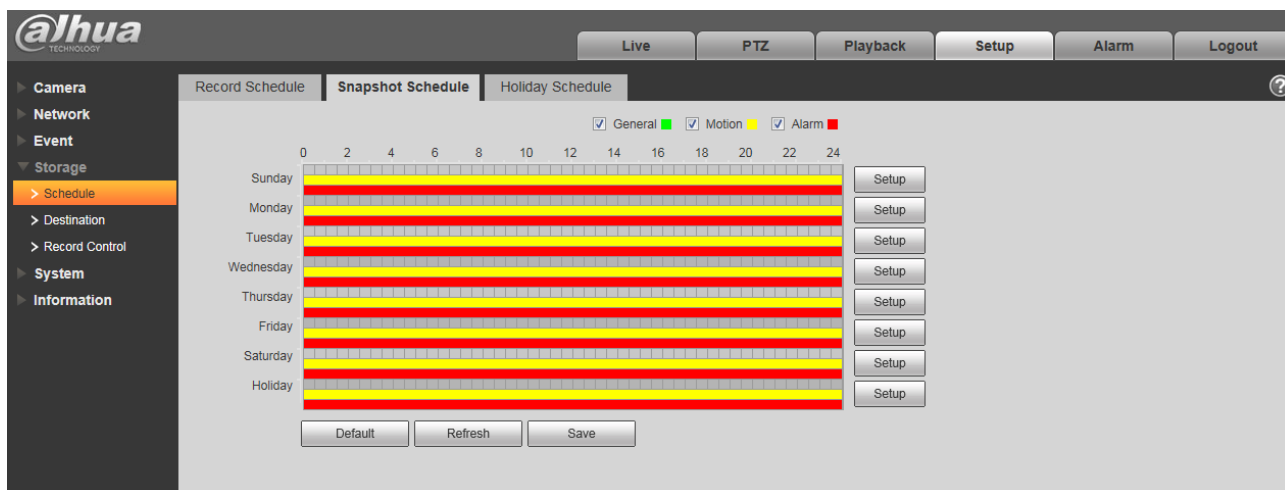 alhua
TECHNOLOGY
Live PTZ Playback Setup Alarm Logout
Camera
Network
Event
Storage
> Schedule
> Destination
> Record Control
System
Information
Record Schedule Snapshot Schedule Holiday Schedule
?
General Motion Alarm
0 2 4 6 8 10 12 14 16 18 20 22 24
Sunday Setup
Monday Setup
Tuesday Setup
Wednesday Setup
Thursday Setup
Friday Setup
Saturday Setup
Holiday Setup
Default Refresh Save